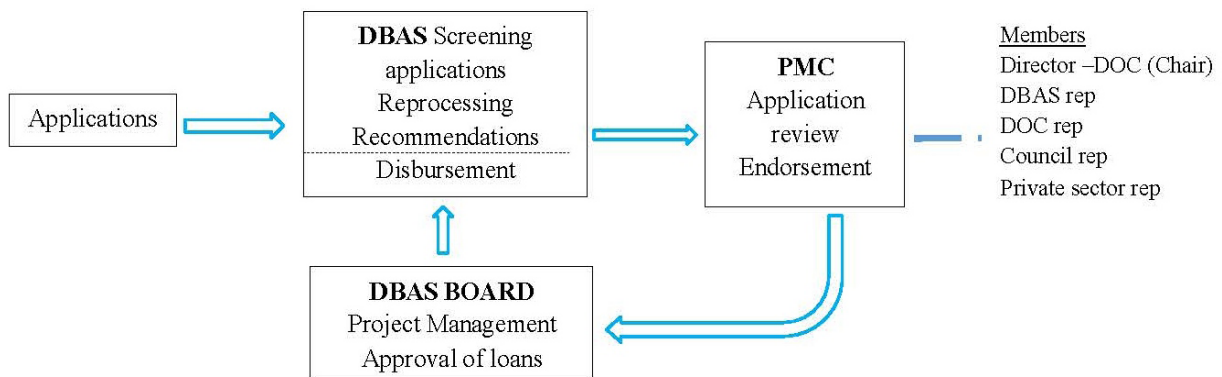 Applications
DBAS Screening
applications
Reprocessing
Recommendations
Disbursement
PMC
Application
review
Endorsement
Members
Director –DOC (Chair)
DBAS rep
DOC rep
Council rep
Private sector rep
DBAS BOARD
Project Management
Approval of loans